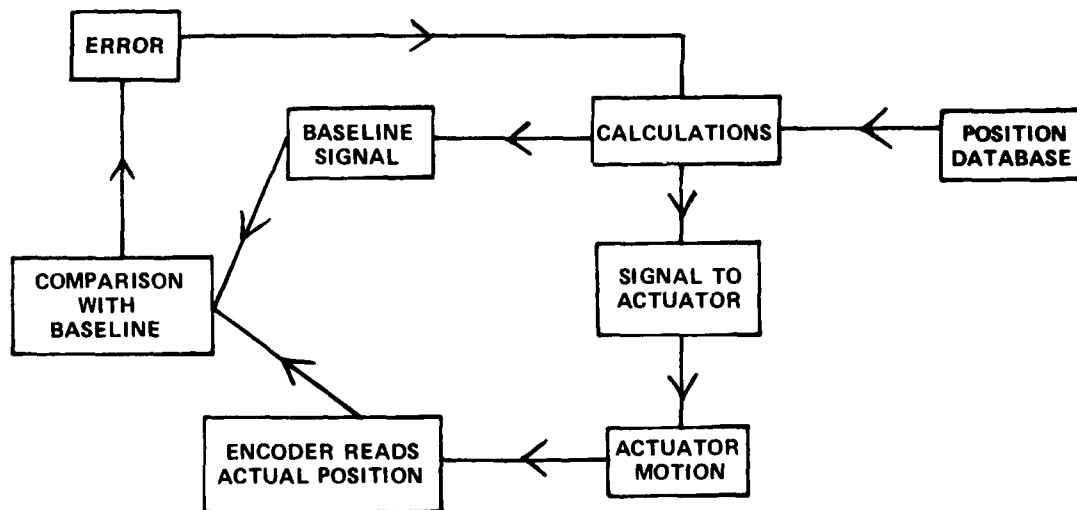 ERROR
BASELINE
SIGNAL
CALCULATIONS
POSITION
DATABASE
COMPARISON
WITH
BASELINE
SIGNAL TO
ACTUATOR
ENCODER READS
ACTUAL POSITION
ACTUATOR
MOTION